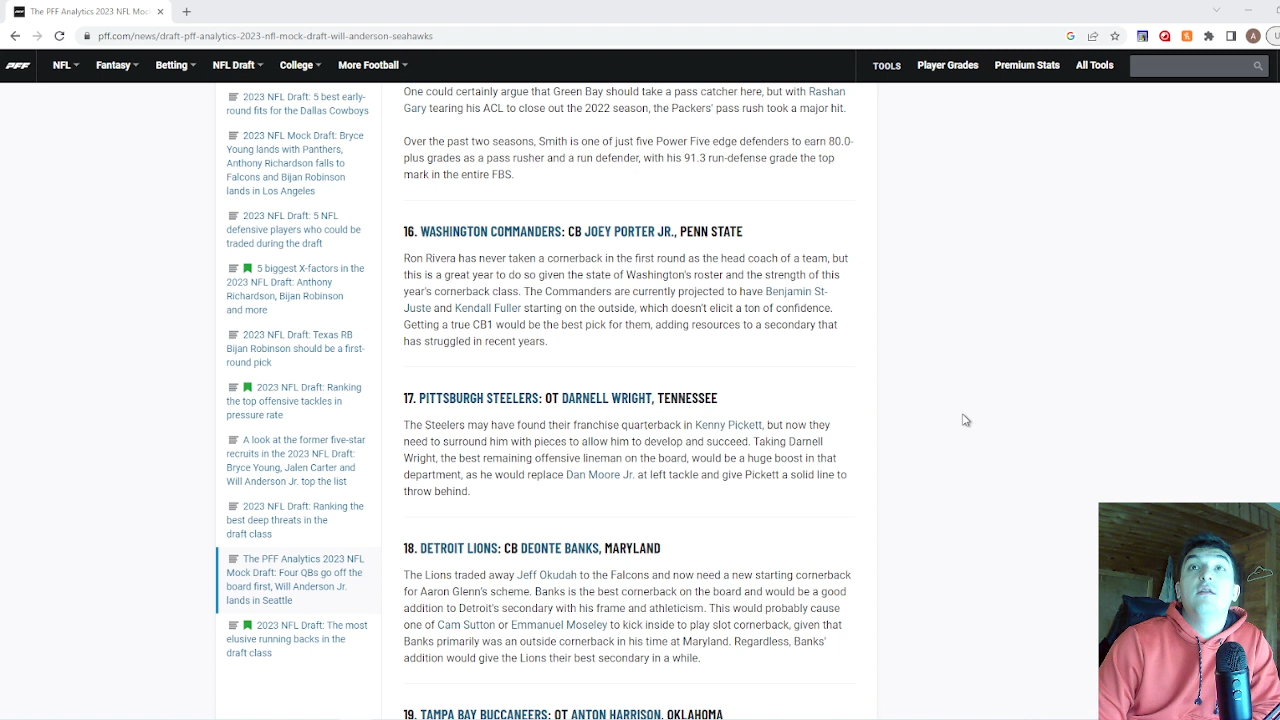 The PFF Analytics 2023 NFL Moc
pff.com/news/draft-pff-analytics-2023-nfl-mock-draft-will-anderson-seahawks
A
PFF
NFL
Fantasy
Betting
NFL Draft
College
More Football
TOOLS
Player Grades
Premium Stats
All Tools
2023 NFL Draft: 5 best early-
round fits for the Dallas Cowboys
2023 NFL Mock Draft: Bryce
Young lands with Panthers,
Anthony Richardson falls to
Falcons and Bijan Robinson
lands in Los Angeles
2023 NFL Draft: 5 NFL
defensive players who could be
traded during the draft
5 biggest X-factors in the
2023 NFL Draft: Anthony
Richardson, Bijan Robinson
and more
2023 NFL Draft: Texas RB
Bijan Robinson should be a first-
round pick
2023 NFL Draft: Ranking
the top offensive tackles in
pressure rate
A look at the former five-star
recruits in the 2023 NFL Draft:
Bryce Young, Jalen Carter and
Will Anderson Jr. top the list
2023 NFL Draft: Ranking the
best deep threats in the
draft class
The PFF Analytics 2023 NFL
Mock Draft: Four QBs go off the
board first, Will Anderson Jr.
lands in Seattle
2023 NFL Draft: The most
elusive running backs in the
draft class
One could certainly argue that Green Bay should take a pass catcher here, but with Rashan
Gary tearing his ACL to close out the 2022 season, the Packers' pass rush took a major hit.
Over the past two seasons, Smith is one of just five Power Five edge defenders to earn 80.0-
plus grades as a pass rusher and a run defender, with his 91.3 run-defense grade the top
mark in the entire FBS.
16. WASHINGTON COMMANDERS: CB JOEY PORTER JR., PENN STATE
Ron Rivera has never taken a cornerback in the first round as the head coach of a team, but
this is a great year to do so given the state of Washington's roster and the strength of this
year's cornerback class. The Commanders are currently projected to have Benjamin St-
Juste and Kendall Fuller starting on the outside, which doesn't elicit a ton of confidence.
Getting a true CB1 would be the best pick for them, adding resources to a secondary that
has struggled in recent years.
17. PITTSBURGH STEELERS: OT DARNELL WRIGHT, TENNESSEE
The Steelers may have found their franchise quarterback in Kenny Pickett, but now they
need to surround him with pieces to allow him to develop and succeed. Taking Darnell
Wright, the best remaining offensive lineman on the board, would be a huge boost in that
department, as he would replace Dan Moore Jr. at left tackle and give Pickett a solid line to
throw behind.
18. DETROIT LIONS: CB DEONTE BANKS, MARYLAND
The Lions traded away Jeff Okudah to the Falcons and now need a new starting cornerback
for Aaron Glenn's scheme. Banks is the best cornerback on the board and would be a good
addition to Detroit's secondary with his frame and athleticism. This would probably cause
one of Cam Sutton or Emmanuel Moseley to kick inside to play slot cornerback, given that
Banks primarily was an outside cornerback in his time at Maryland. Regardless, Banks'
addition would give the Lions their best secondary in a while.
19. TAMPA BAY BUCCANEERS: OT ANTON HARRISON, OKLAHOMA